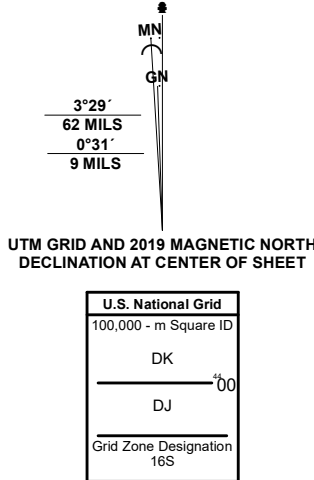 MN
GN
3°29´
62 MILS
0°31´
9 MILS
UTM GRID AND 2019 MAGNETIC NORTH
DECLINATION AT CENTER OF SHEET
U.S. National Grid
100,000 - m Square ID
DK
44 00
DJ
Grid Zone Designation
16S